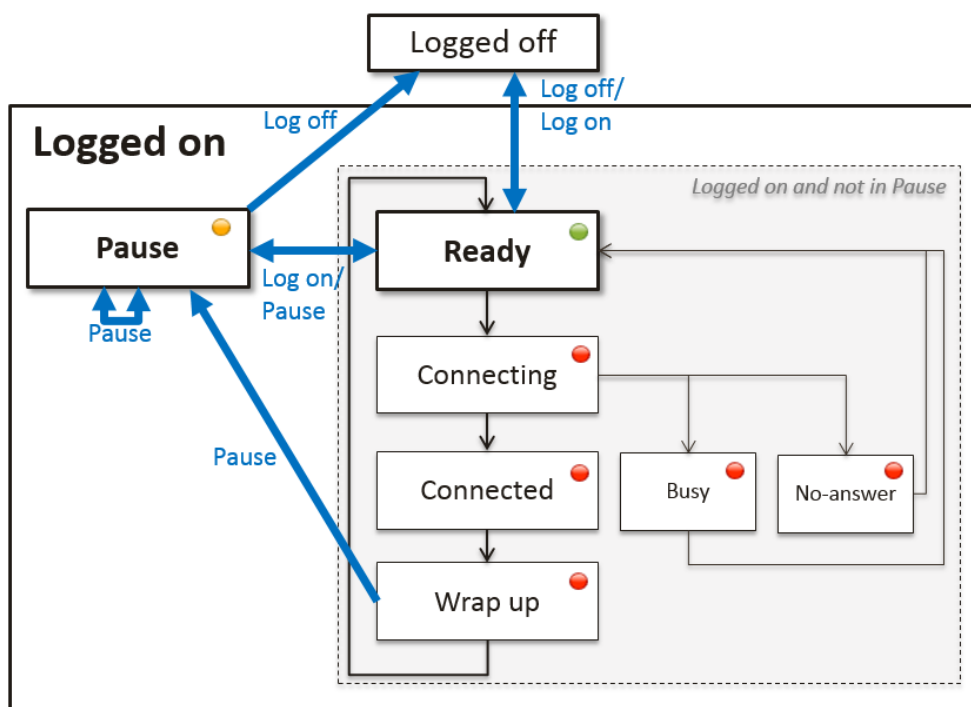 Logged off
Log off/
Log on
Log off
Logged on
Logged on and not in Pause
Pause
Ready
Log on/
Pause
Pause
Connecting
Pause
Connected
Busy
No-answer
Wrap up